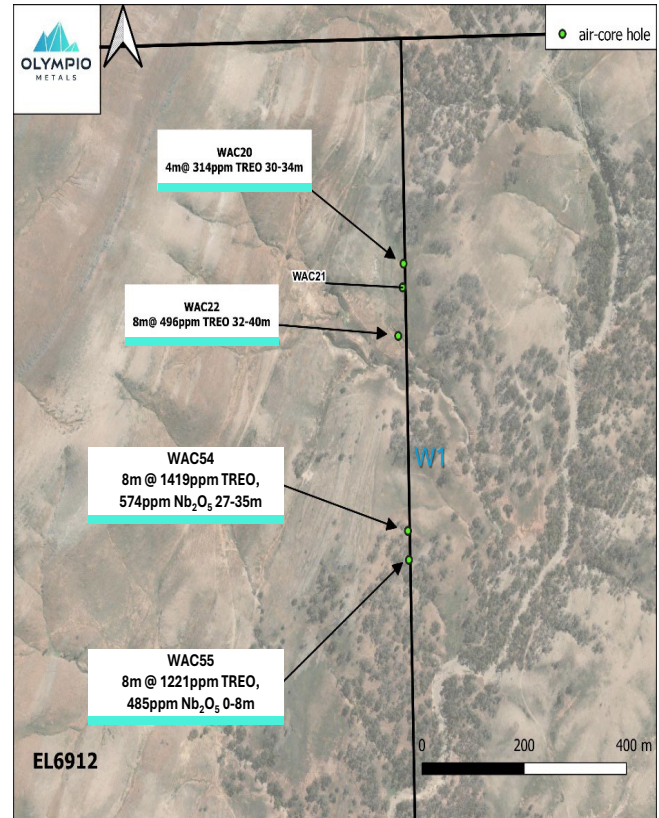 OLYMPIO
METALS
air-core hole
WAC20
4m@ 314ppm TREO 30-34m
WAC21
WAC22
8m@ 496ppm TREO 32-40m
W1
WAC54
8m @ 1419ppm TREO,
574ppm Nb₂O₅ 27-35m
WAC55
8m @ 1221ppm TREO,
485ppm Nb₂O₅ 0-8m
EL6912
0 200 400 m